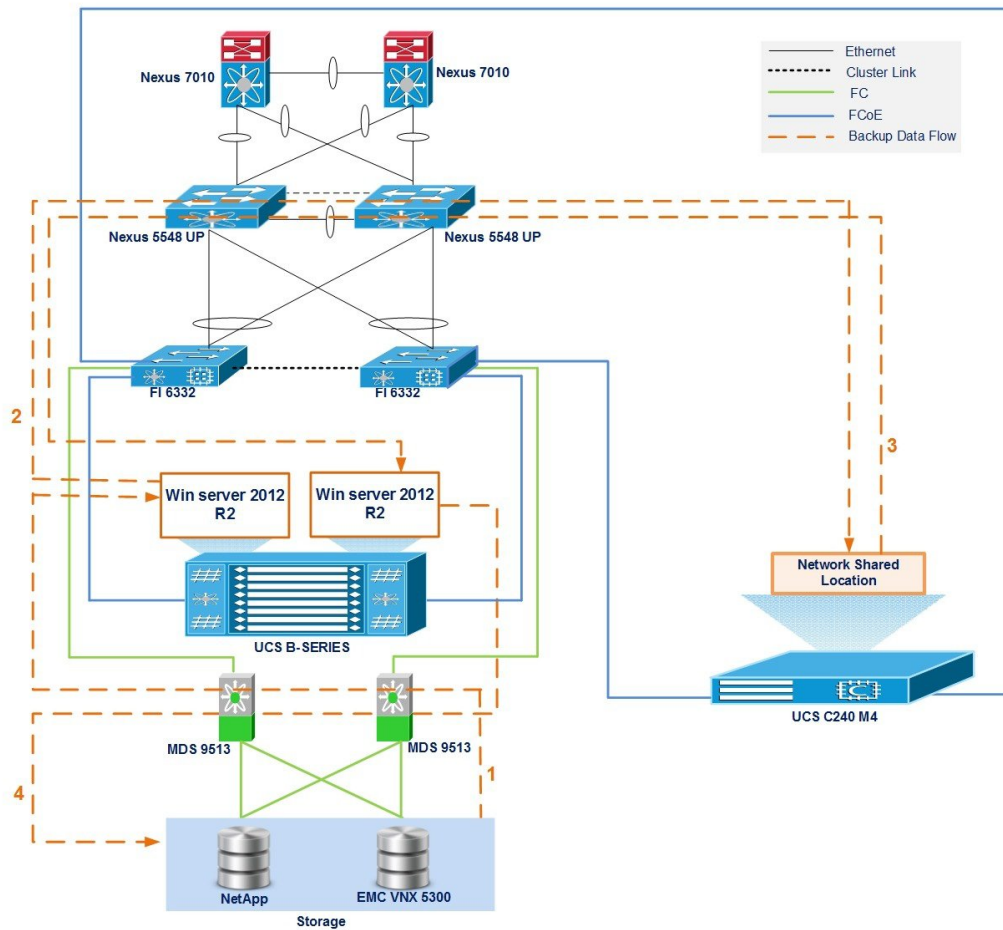 Nexus 7010
Nexus 7010
Ethernet
Cluster Link
FC
FCoE
Backup Data Flow
Nexus 5548 UP
Nexus 5548 UP
FI 6332
FI 6332
2
3
Win server 2012
R2
Win server 2012
R2
Network Shared
Location
UCS B-SERIES
UCS C240 M4
MDS 9513
MDS 9513
1
4
NetApp
EMC VNX 5300
Storage